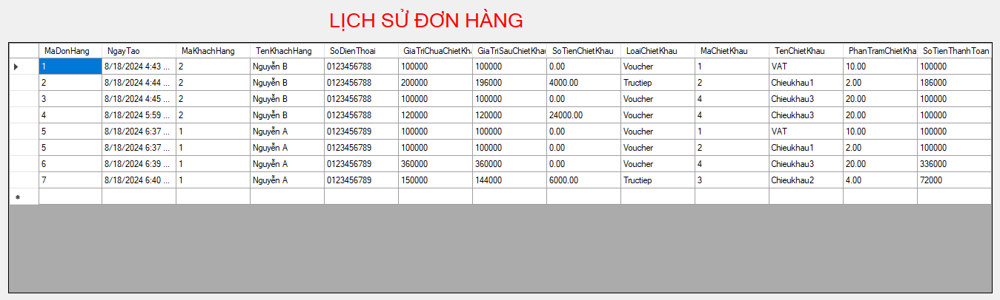 LỊCH SỬ ĐƠN HÀNG
MaDonHang NgayTao MaKhachHang TenKhachHang SoDienThoai GiaTriChuaChietKha GiaTriSauChietKhau SoTienChietKhau LoaiChietKhau MaChietKhau TenChietKhau PhanTramChietKha SoTienThanhToan
1 8/18/2024 4:43 ... 2 Nguyễn B 0123456788 100000 100000 0.00 Voucher 1 VAT 10.00 100000
2 8/18/2024 4:44 ... 2 Nguyễn B 0123456788 200000 196000 4000.00 Tructiep 2 Chieukhau1 2.00 186000
3 8/18/2024 4:45 ... 2 Nguyễn B 0123456788 100000 100000 0.00 Voucher 4 Chieukhau3 20.00 100000
4 8/18/2024 5:59 ... 2 Nguyễn B 0123456788 120000 120000 24000.00 Voucher 4 Chieukhau3 20.00 100000
5 8/18/2024 6:37 ... 1 Nguyễn A 0123456789 100000 100000 0.00 Voucher 1 VAT 10.00 100000
5 8/18/2024 6:37 ... 1 Nguyễn A 0123456789 100000 100000 0.00 Voucher 2 Chieukhau1 2.00 100000
6 8/18/2024 6:39 ... 1 Nguyễn A 0123456789 360000 360000 0.00 Voucher 4 Chieukhau3 20.00 336000
7 8/18/2024 6:40 ... 1 Nguyễn A 0123456789 150000 144000 6000.00 Tructiep 3 Chieukhau2 4.00 72000